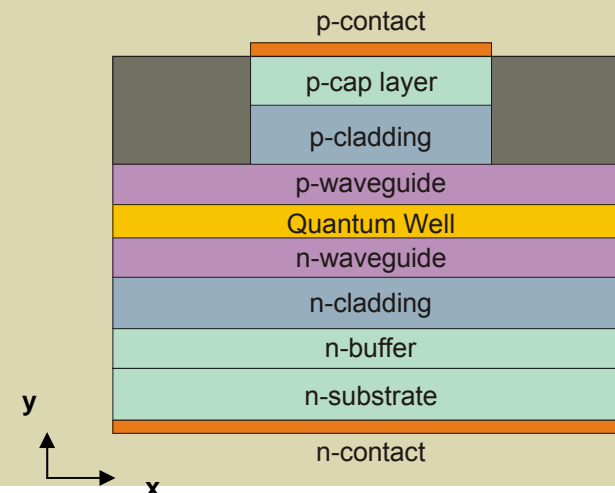 p-contact
p-cap layer
p-cladding
p-waveguide
Quantum Well
n-waveguide
n-cladding
n-buffer
n-substrate
n-contact
y
x